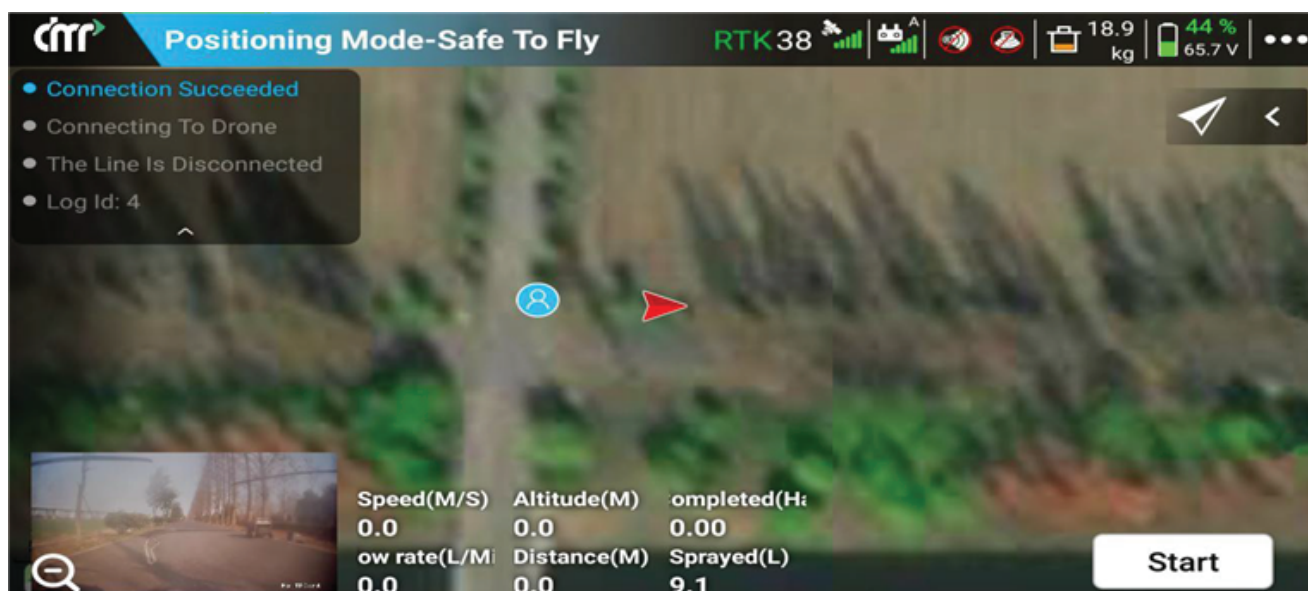 Positioning Mode-Safe To Fly
RTK 38
A
18.9
kg
44 %
65.7 V
Connection Succeeded
Connecting To Drone
The Line Is Disconnected
Log Id: 4
Speed(M/S) Altitude(M) ompleted(Ha
0.0 0.0 0.00
ow rate(L/Mi Distance(M) Sprayed(L)
0.0 0.0 9.1
Start